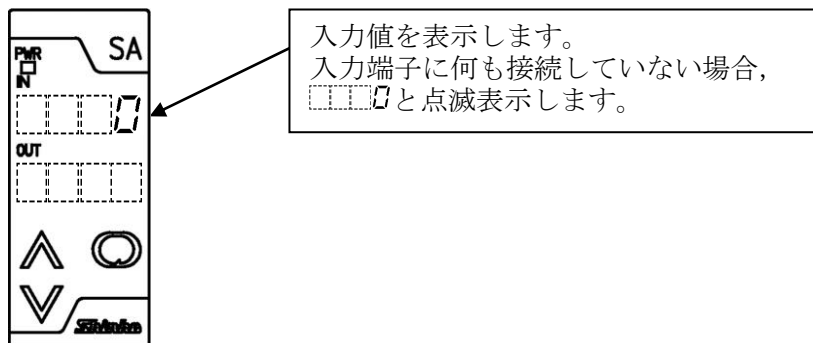 PWR
SA
IN
0
OUT
Shinko
入力値を表示します。
入力端子に何も接続していない場合,
0と点滅表示します。